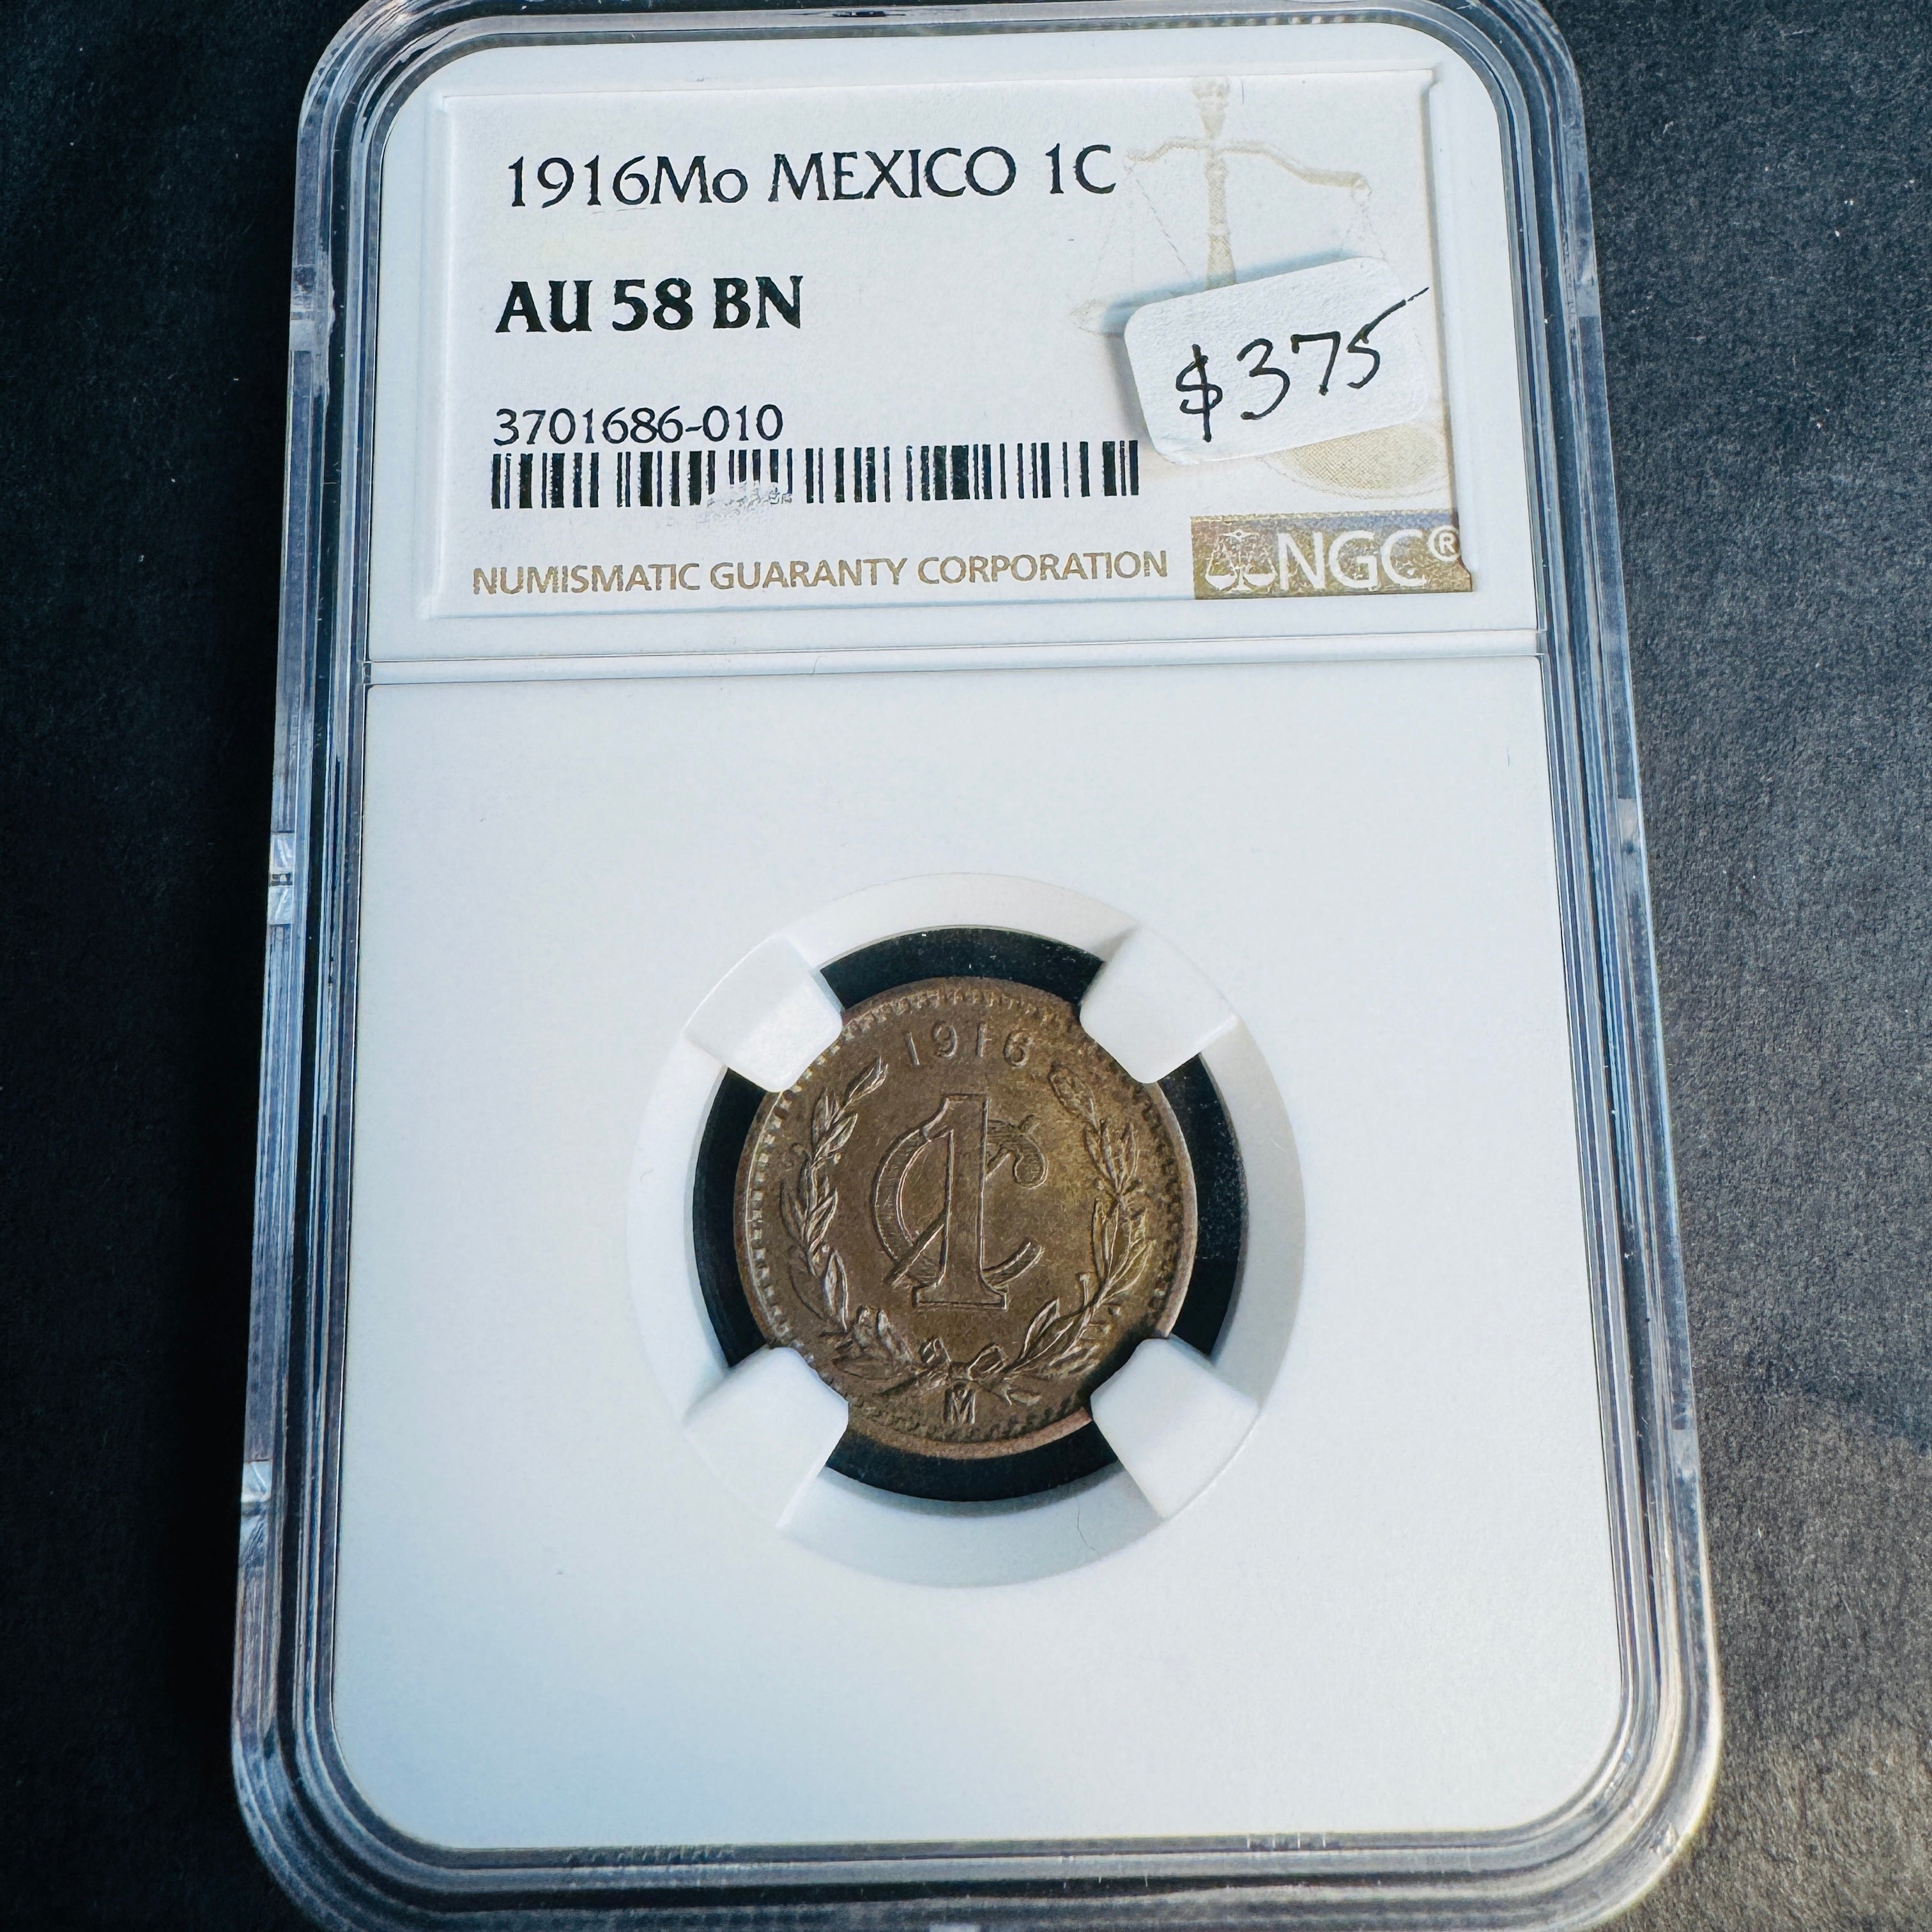 1916Mo MEXICO 1C
AU 58 BN
$375
3701686-010
NUMISMATIC GUARANTY CORPORATION NGC®
1916
1C
M